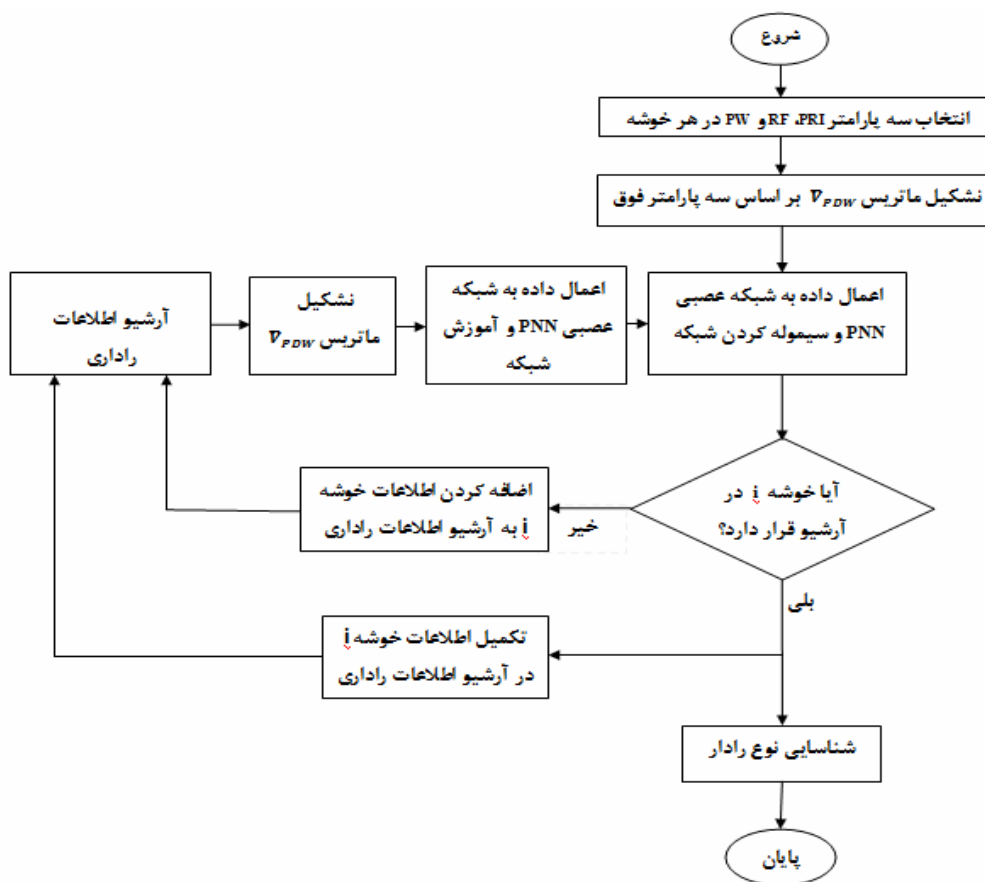 شروع
انتخاب سه پارامتر RF ،PRI و PW در هر خوشه
تشکیل ماتریس V̄PDW بر اساس سه پارامتر فوق
آرشیو اطلاعات
راداری
تشکیل
ماتریس V̄PDW
اعمال داده به شبکه
عصبی PNN و آموزش
شبکه
اعمال داده به شبکه عصبی
PNN و سیموله کردن شبکه
آیا خوشه i در
آرشیو قرار دارد؟
خیر
اضافه کردن اطلاعات خوشه
i به آرشیو اطلاعات راداری
بلی
تکمیل اطلاعات خوشه i
در آرشیو اطلاعات راداری
شناسایی نوع رادار
پایان